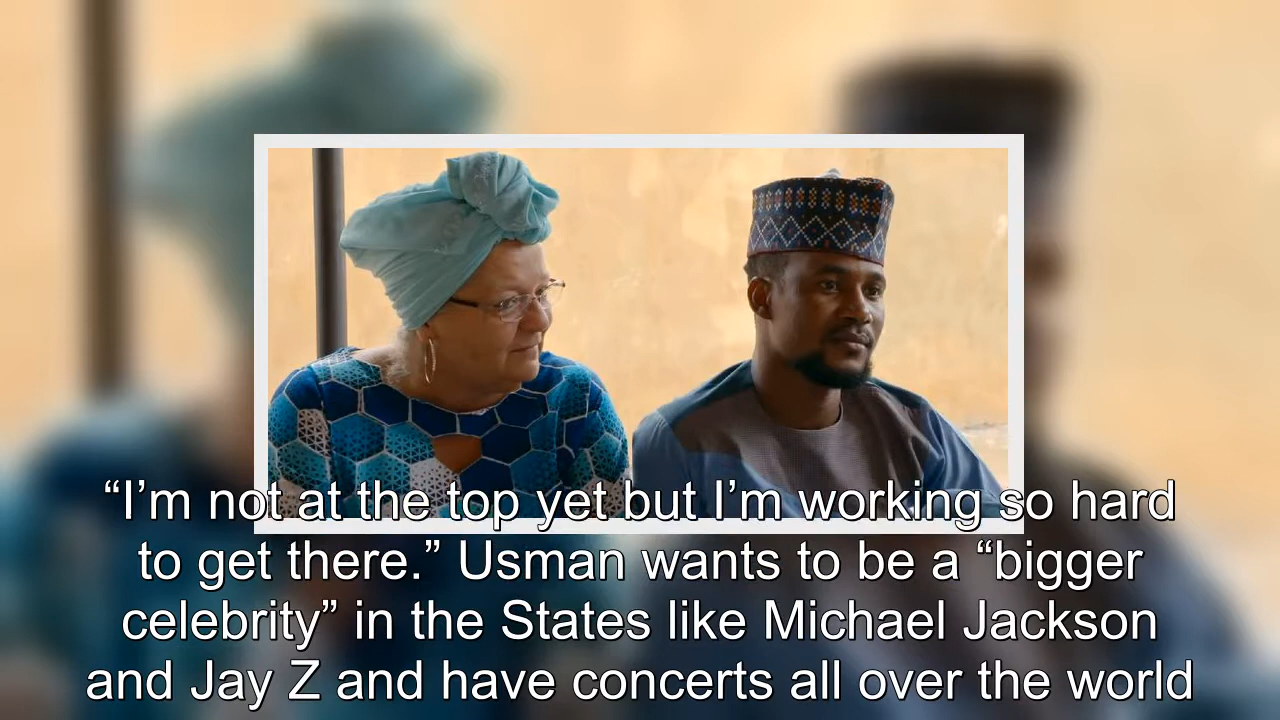 “I’m not at the top yet but I’m working so hard
to get there.” Usman wants to be a “bigger
celebrity” in the States like Michael Jackson
and Jay Z and have concerts all over the world